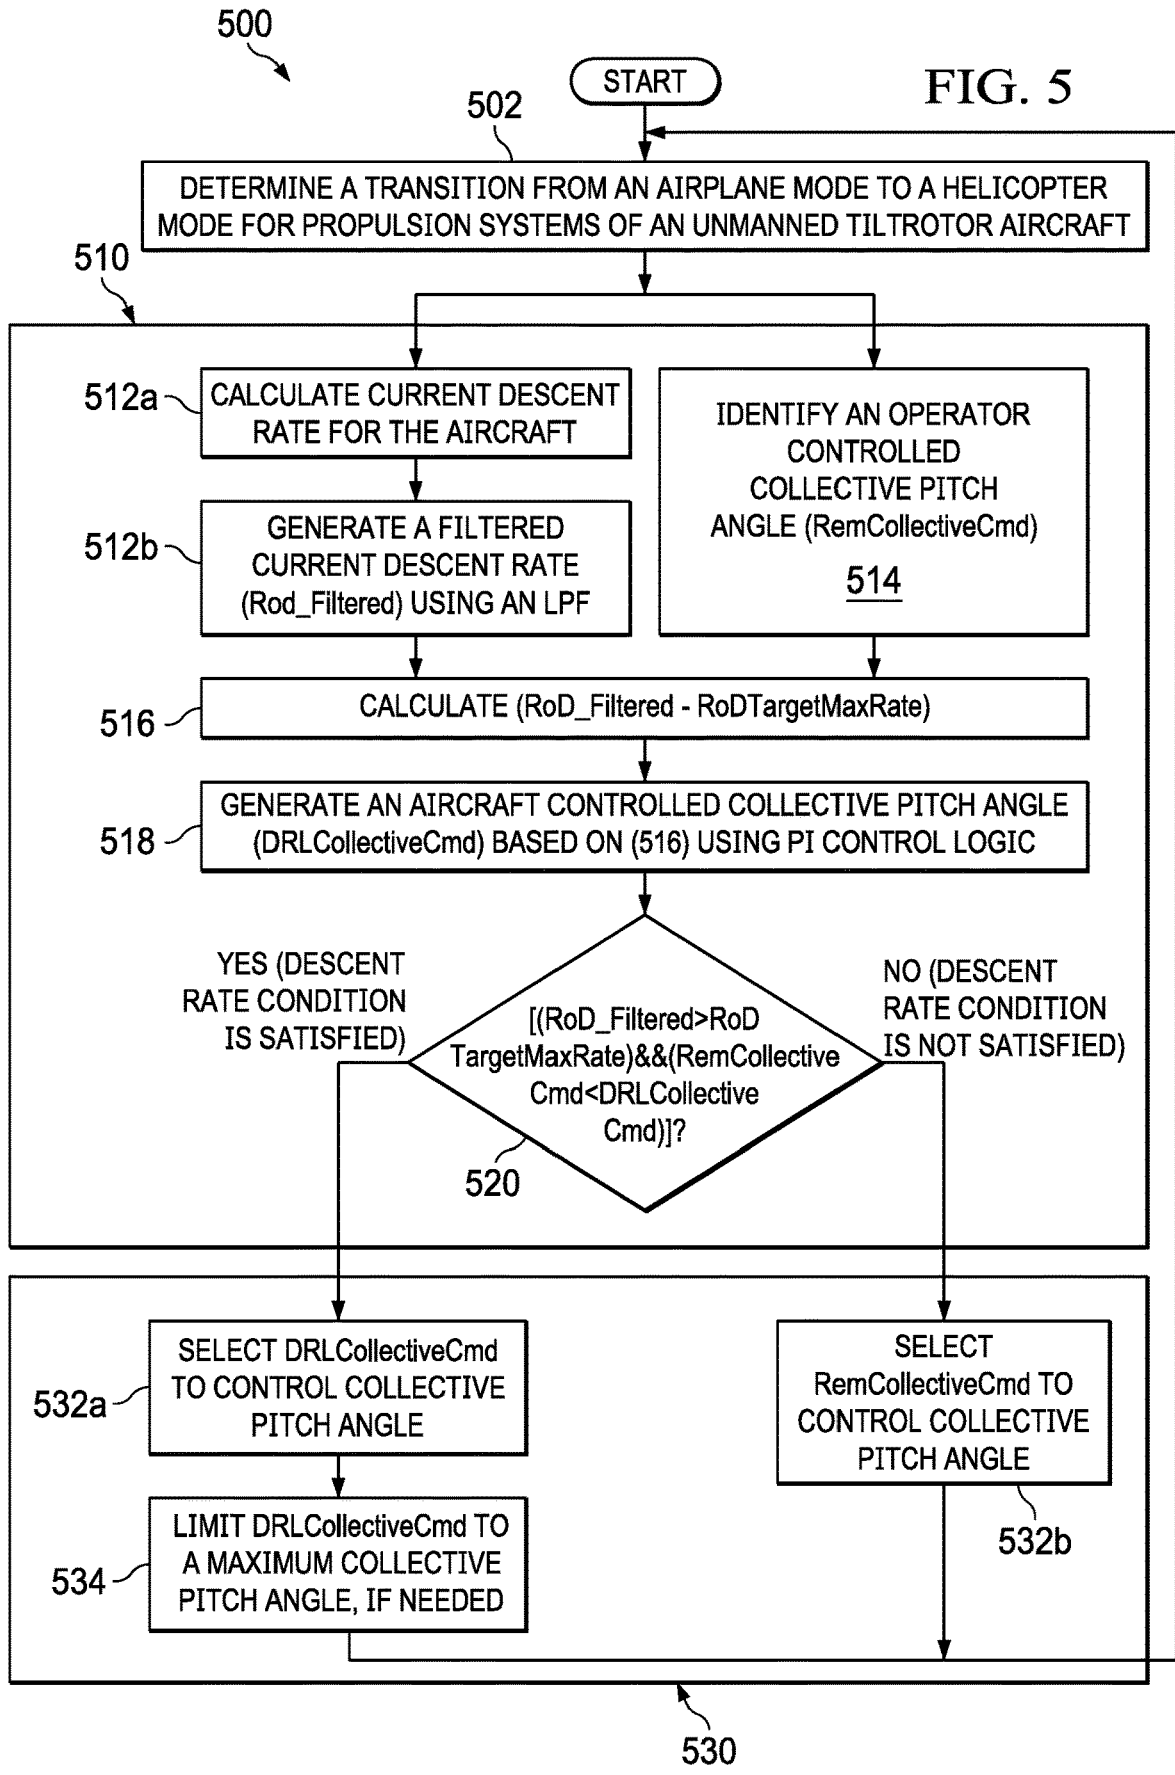 500
START
FIG. 5
502
DETERMINE A TRANSITION FROM AN AIRPLANE MODE TO A HELICOPTER
MODE FOR PROPULSION SYSTEMS OF AN UNMANNED TILTROTOR AIRCRAFT
510
512a
CALCULATE CURRENT DESCENT
RATE FOR THE AIRCRAFT
512b
GENERATE A FILTERED
CURRENT DESCENT RATE
(Rod_Filtered) USING AN LPF
IDENTIFY AN OPERATOR
CONTROLLED
COLLECTIVE PITCH
ANGLE (RemCollectiveCmd)
514
516
CALCULATE (RoD_Filtered - RoDTargetMaxRate)
518
GENERATE AN AIRCRAFT CONTROLLED COLLECTIVE PITCH ANGLE
(DRLCollectiveCmd) BASED ON (516) USING PI CONTROL LOGIC
YES (DESCENT
RATE CONDITION
IS SATISFIED)
[(RoD_Filtered>RoD
TargetMaxRate)&&(RemCollective
Cmd<DRLCollective
Cmd)]?
520
NO (DESCENT
RATE CONDITION
IS NOT SATISFIED)
532a
SELECT DRLCollectiveCmd
TO CONTROL COLLECTIVE
PITCH ANGLE
534
LIMIT DRLCollectiveCmd TO
A MAXIMUM COLLECTIVE
PITCH ANGLE, IF NEEDED
SELECT
RemCollectiveCmd TO
CONTROL COLLECTIVE
PITCH ANGLE
532b
530